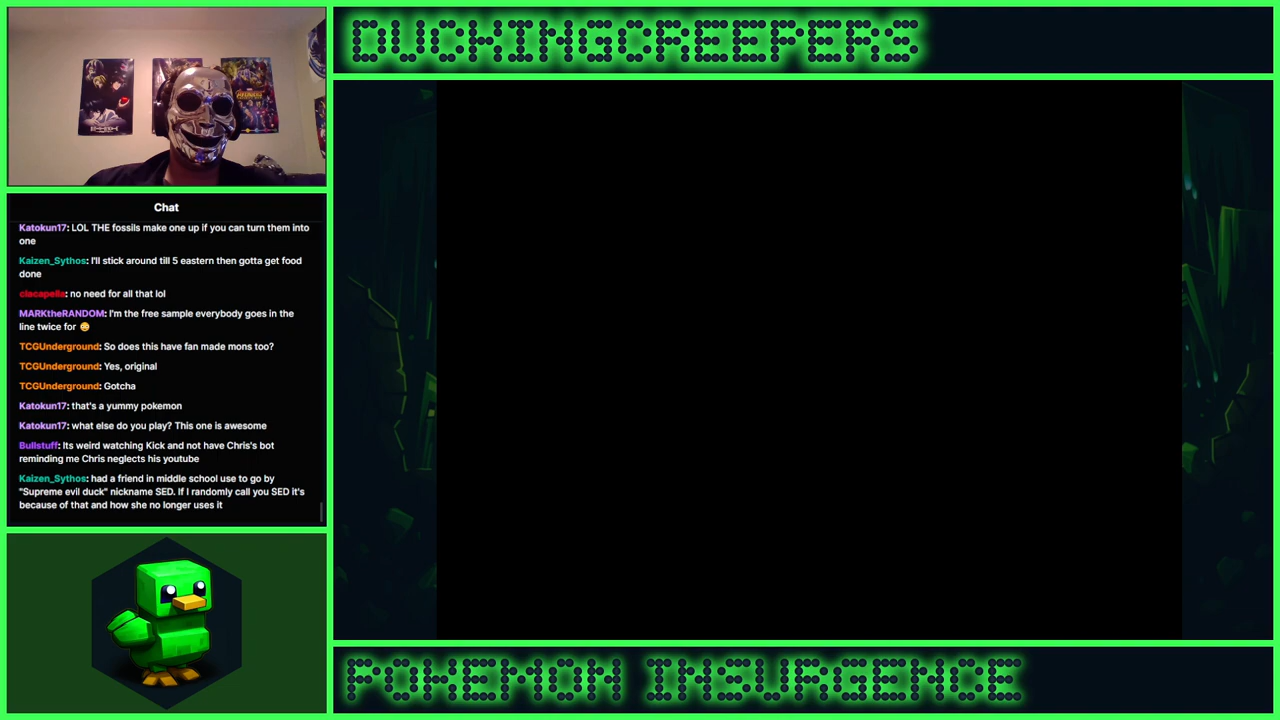 DUCKINGCREEPERS
Chat
Katokun17: LOL THE fossils make one up if you can turn them into
one
Kaizen_Sythos: I'll stick around till 5 eastern then gotta get food
done
clacapella: no need for all that lol
MARKtheRANDOM: I'm the free sample everybody goes in the
line twice for 😳
TCGUnderground: So does this have fan made mons too?
TCGUnderground: Yes, original
TCGUnderground: Gotcha
Katokun17: that's a yummy pokemon
Katokun17: what else do you play? This one is awesome
Bullstuff: Its weird watching Kick and not have Chris's bot
reminding me Chris neglects his youtube
Kaizen_Sythos: had a friend in middle school use to go by
"Supreme evil duck" nickname SED. If I randomly call you SED it's
because of that and how she no longer uses it
POKEMON INSURGENCE